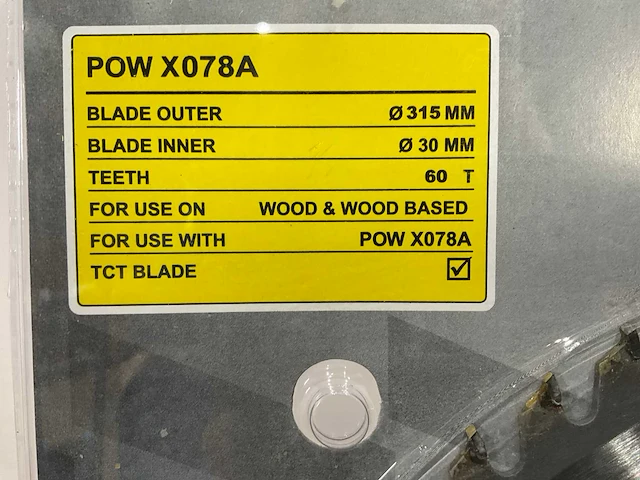 POW X078A
BLADE OUTER Ø 315 MM
BLADE INNER Ø 30 MM
TEETH 60 T
FOR USE ON WOOD & WOOD BASED
FOR USE WITH POW X078A
TCT BLADE ☑